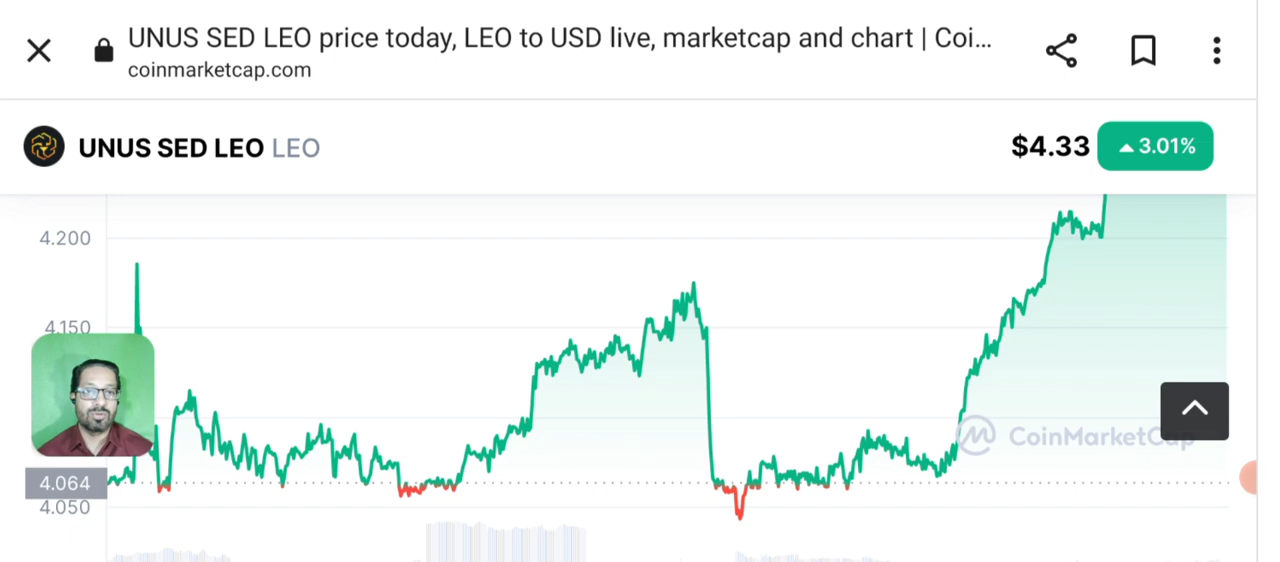 UNUS SED LEO price today, LEO to USD live, marketcap and chart | Coi...
coinmarketcap.com
UNUS SED LEO LEO
$4.33
3.01%
4.200
4.150
4.064
4.050
CoinMarketCap